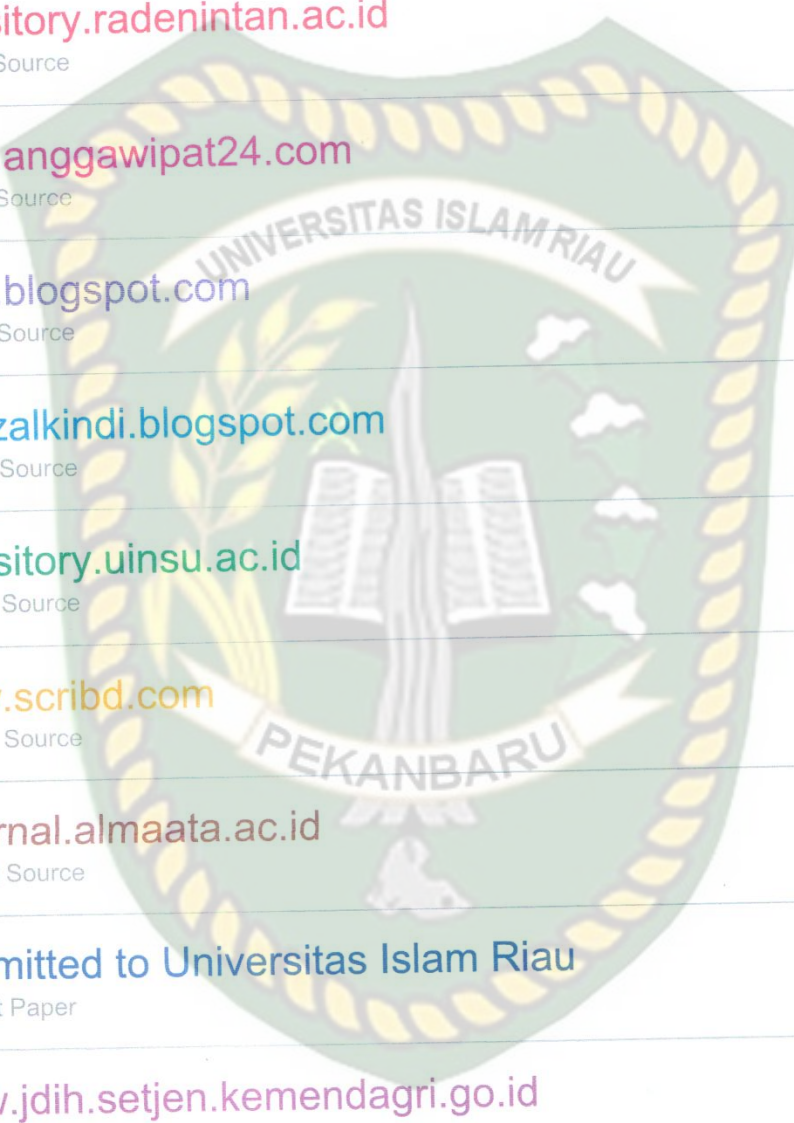 sitory.radenintan.ac.id
Source
anggawipat24.com
Source
UNIVERSITAS ISLAM RIAU
.blogspot.com
Source
zalkindi.blogspot.com
Source
sitory.uinsu.ac.id
Source
.scribd.com
Source
PEKANBARU
rnal.almaata.ac.id
Source
mitted to Universitas Islam Riau
t Paper
.jdih.setjen.kemendagri.go.id